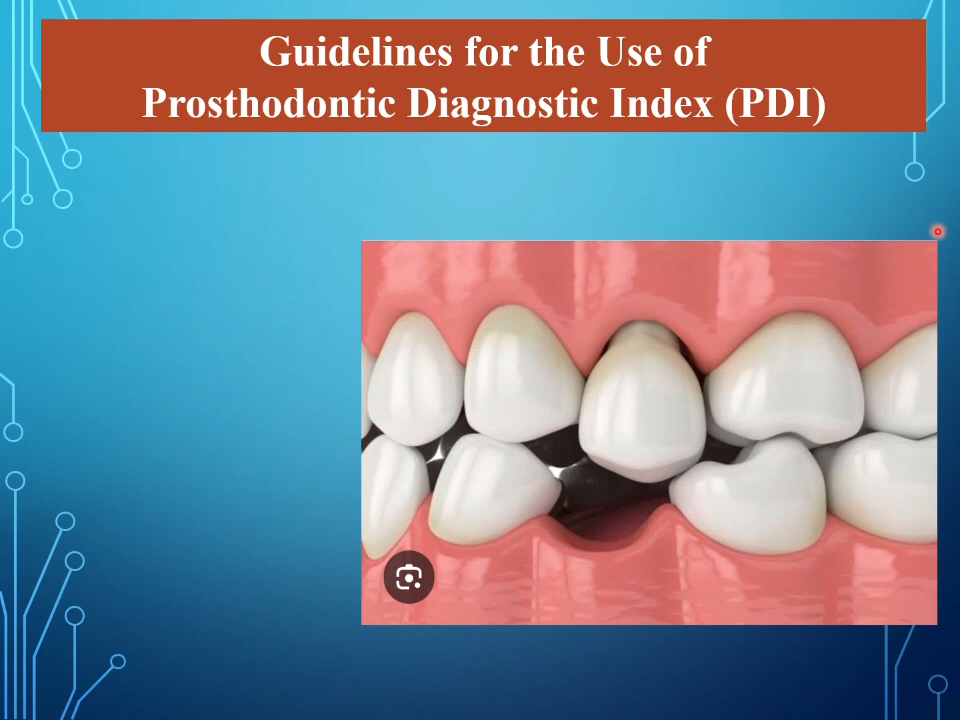 Guidelines for the Use of
Prosthodontic Diagnostic Index (PDI)